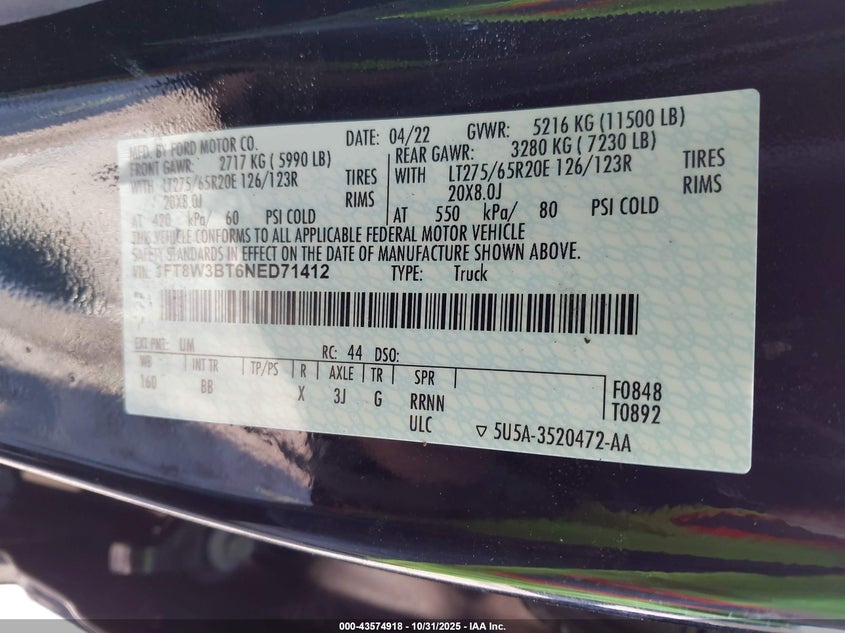 MFD. BY FORD MOTOR CO.
DATE: 04/22 GVWR: 5216 KG (11500 LB)
FRONT GAWR: 2717 KG ( 5990 LB)
REAR GAWR: 3280 KG ( 7230 LB)
WITH LT275/65R20E 126/123R TIRES
WITH LT275/65R20E 126/123R TIRES
20X8.0J RIMS
20X8.0J RIMS
AT 420 kPa/ 60 PSI COLD
AT 550 kPa/ 80 PSI COLD
THIS VEHICLE CONFORMS TO ALL APPLICABLE FEDERAL MOTOR VEHICLE
SAFETY STANDARDS IN EFFECT ON THE DATE OF MANUFACTURE SHOWN ABOVE.
VIN: 1FT8W3BT6NED71412 TYPE: Truck
EXT PNT: UM RC: 44 DSO:
WB INT TR TP/PS R AXLE TR SPR
160 BB X 3J G RRNN
ULC
F0848
T0892
▽ 5U5A-3520472-AA
000-43574918 - 10/31/2025 - IAA Inc.